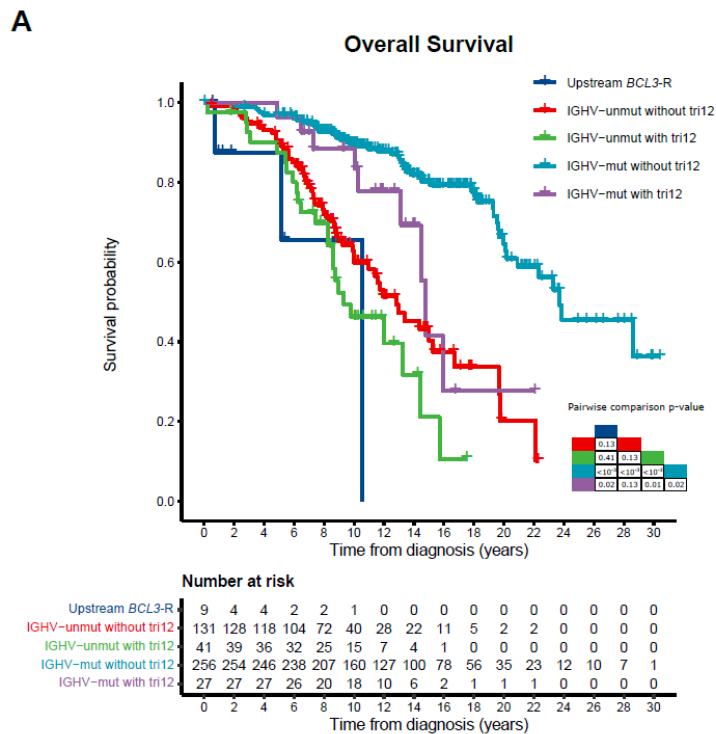 A
Overall Survival
Upstream BCL3-R
IGHV-unmut without tri12
IGHV-unmut with tri12
IGHV-mut without tri12
IGHV-mut with tri12
Survival probability
1.0
0.8
0.6
0.4
0.2
0.0
Pairwise comparison p-value
0.13
0.41 0.13
<10⁻³ <10⁻³ <10⁻³
0.02 0.13 0.01 0.02
0 2 4 6 8 10 12 14 16 18 20 22 24 26 28 30
Time from diagnosis (years)
Number at risk
Upstream BCL3-R 9 4 4 2 2 1 0 0 0 0 0 0 0 0 0 0
IGHV-unmut without tri12 131 128 118 104 72 40 28 22 11 5 2 2 0 0 0 0
IGHV-unmut with tri12 41 39 36 32 25 15 7 4 1 0 0 0 0 0 0 0
IGHV-mut without tri12 256 254 246 238 207 160 127 100 78 56 35 23 12 10 7 1
IGHV-mut with tri12 27 27 27 26 20 18 10 6 2 1 1 1 0 0 0 0
0 2 4 6 8 10 12 14 16 18 20 22 24 26 28 30
Time from diagnosis (years)